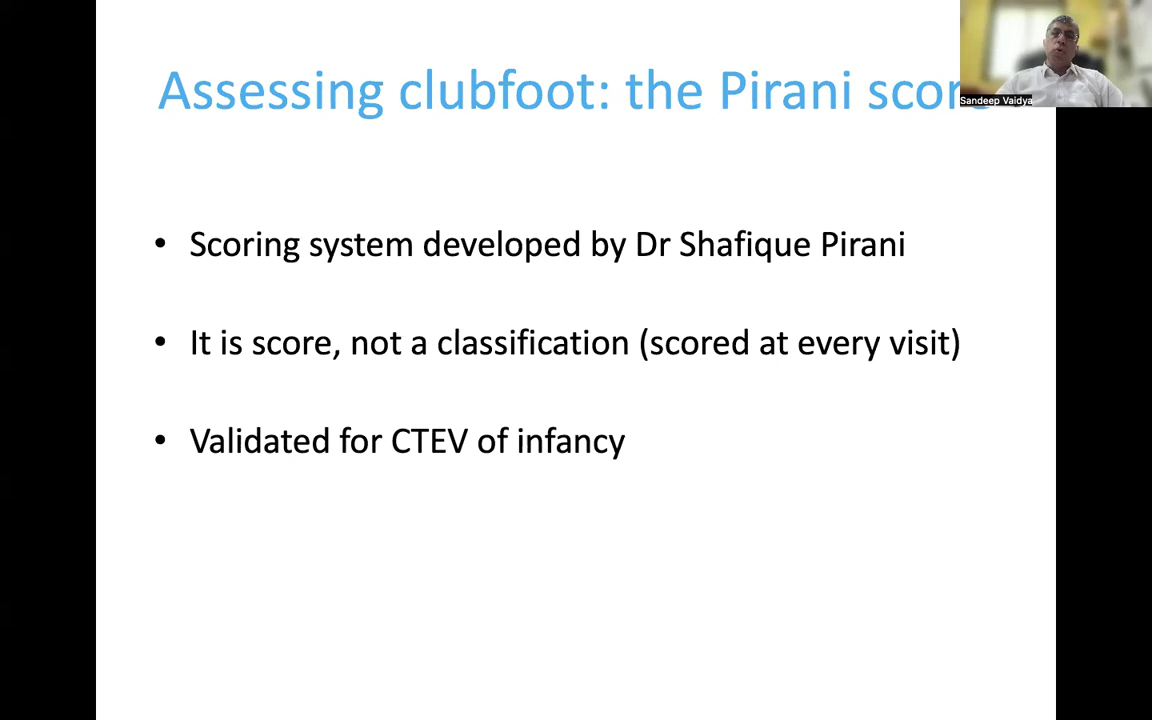 Assessing clubfoot: the Pirani score
Sandeep Vaidya
• Scoring system developed by Dr Shafique Pirani
• It is score, not a classification (scored at every visit)
• Validated for CTEV of infancy